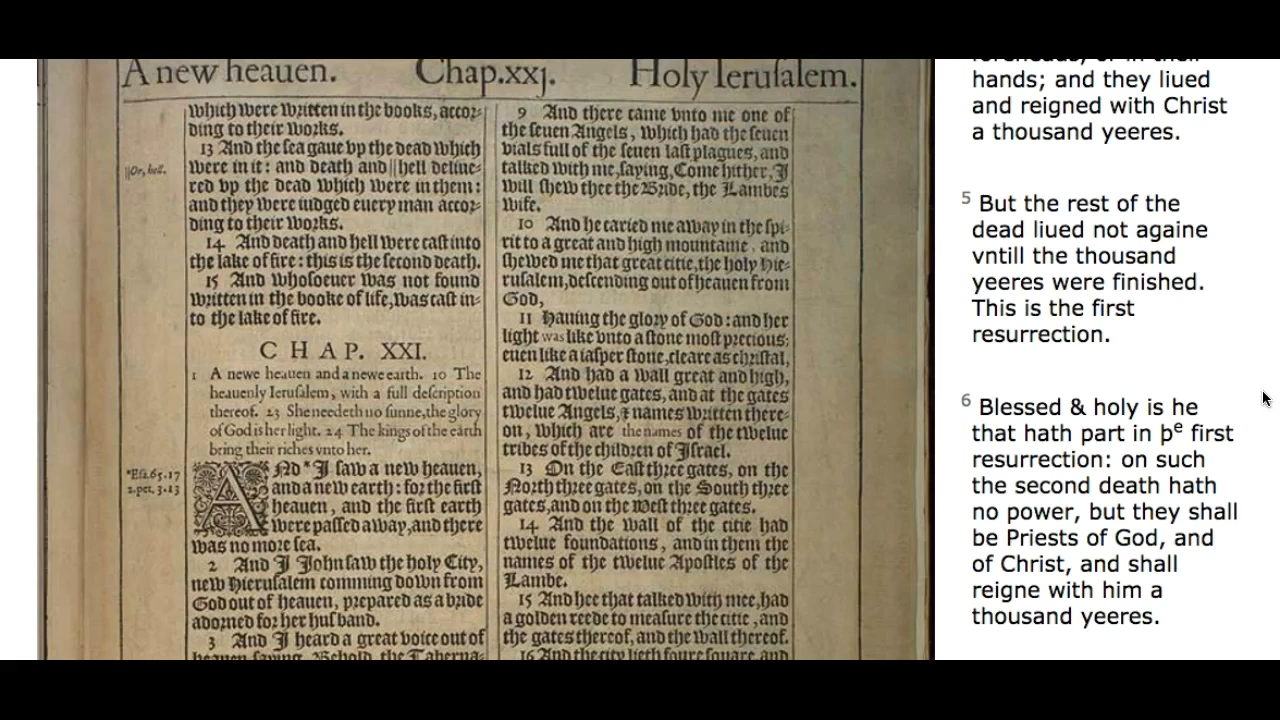 A new heauen. Chap.xxj. Holy Ierusalem.
which were written in the books, accor-
ding to their works.
13 And the sea gaue vp the dead which
were in it: and death and ||hell deliue-
red vp the dead which were in them:
and they were iudged euery man accor-
ding to their works.
14 And death and hell were cast into
the lake of fire: this is the second death.
15 And whosoeuer was not found
written in the booke of life, was cast in-
to the lake of fire.
||Or, hell.
CHAP. XXI.
1 A newe heauen and a newe earth. 10 The
heauenly Ierusalem, with a full description
thereof. 23 She needeth no sunne, the glory
of God is her light. 24 The kings of the earth
bring their riches vnto her.
*Esa.65.17
2.pet. 3.13
AND *I saw a new heauen,
and a new earth: for the first
heauen, and the first earth
were passed away, and there
was no more sea.
2 And I Iohn saw the holy City,
new Hierusalem comming down from
God out of heauen, prepared as a bride
adorned for her husband.
3 And I heard a great voice out of
heauen saying, Behold, the Taberna-
9 And there came vnto me one of
the seuen Angels, which had the seuen
vials full of the seuen last plagues, and
talked with me, saying, Come hither, I
will shew thee the Bride, the Lambes
wife.
10 And he caried me away in the spi-
rit to a great and high mountaine, and
shewed me that great citie, the holy Hie-
rusalem, descending out of heauen from
God,
11 Hauing the glory of God: and her
light was like vnto a stone most precious;
euen like a iasper stone, cleare as christal,
12 And had a wall great and high,
and had twelue gates, and at the gates
twelue Angels, & names written there-
on, which are the names of the twelue
tribes of the children of Israel.
13 On the East three gates, on the
North three gates, on the South three
gates, and on the West three gates.
14 And the wall of the citie had
twelue foundations, and in them the
names of the twelue Apostles of the
Lambe.
15 And hee that talked with mee, had
a golden reede to measure the citie, and
the gates thereof, and the wall thereof.
16 And the city lieth foure square, and
foreheads, or in their
hands; and they liued
and reigned with Christ
a thousand yeeres.
5 But the rest of the
dead liued not againe
vntill the thousand
yeeres were finished.
This is the first
resurrection.
6 Blessed & holy is he
that hath part in þe first
resurrection: on such
the second death hath
no power, but they shall
be Priests of God, and
of Christ, and shall
reigne with him a
thousand yeeres.